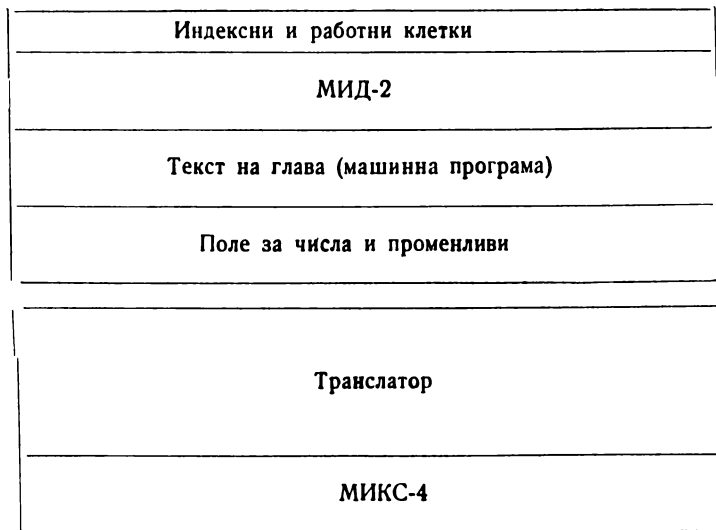 Индексни и работни клетки
МИД-2
Текст на глава (машинна програма)
Поле за числа и променливи
Транслатор
МИКС-4